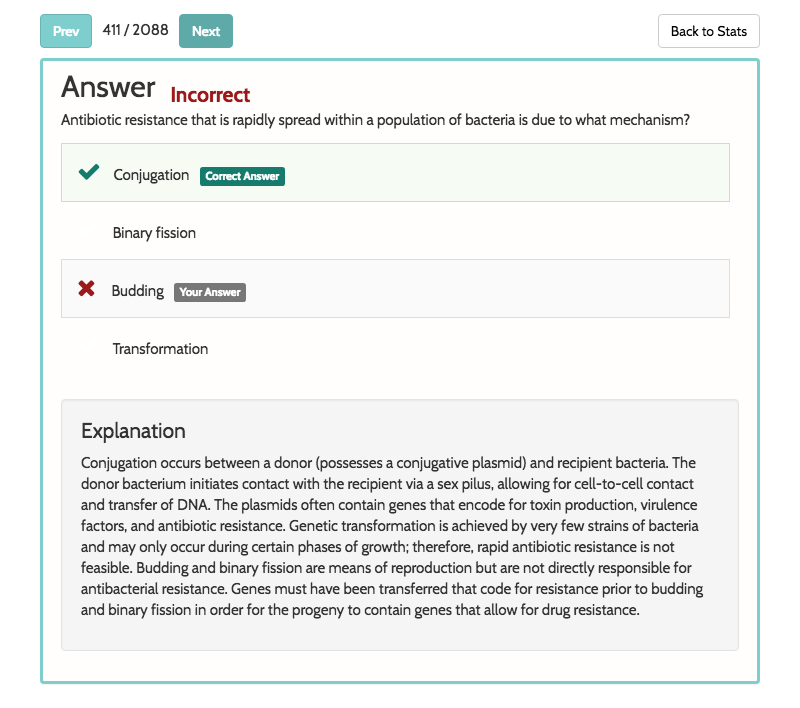 Prev 411 / 2088 Next Back to Stats
Answer Incorrect
Antibiotic resistance that is rapidly spread within a population of bacteria is due to what mechanism?
Conjugation Correct Answer
Binary fission
Budding Your Answer
Transformation
Explanation
Conjugation occurs between a donor (possesses a conjugative plasmid) and recipient bacteria. The
donor bacterium initiates contact with the recipient via a sex pilus, allowing for cell-to-cell contact
and transfer of DNA. The plasmids often contain genes that encode for toxin production, virulence
factors, and antibiotic resistance. Genetic transformation is achieved by very few strains of bacteria
and may only occur during certain phases of growth; therefore, rapid antibiotic resistance is not
feasible. Budding and binary fission are means of reproduction but are not directly responsible for
antibacterial resistance. Genes must have been transferred that code for resistance prior to budding
and binary fission in order for the progeny to contain genes that allow for drug resistance.